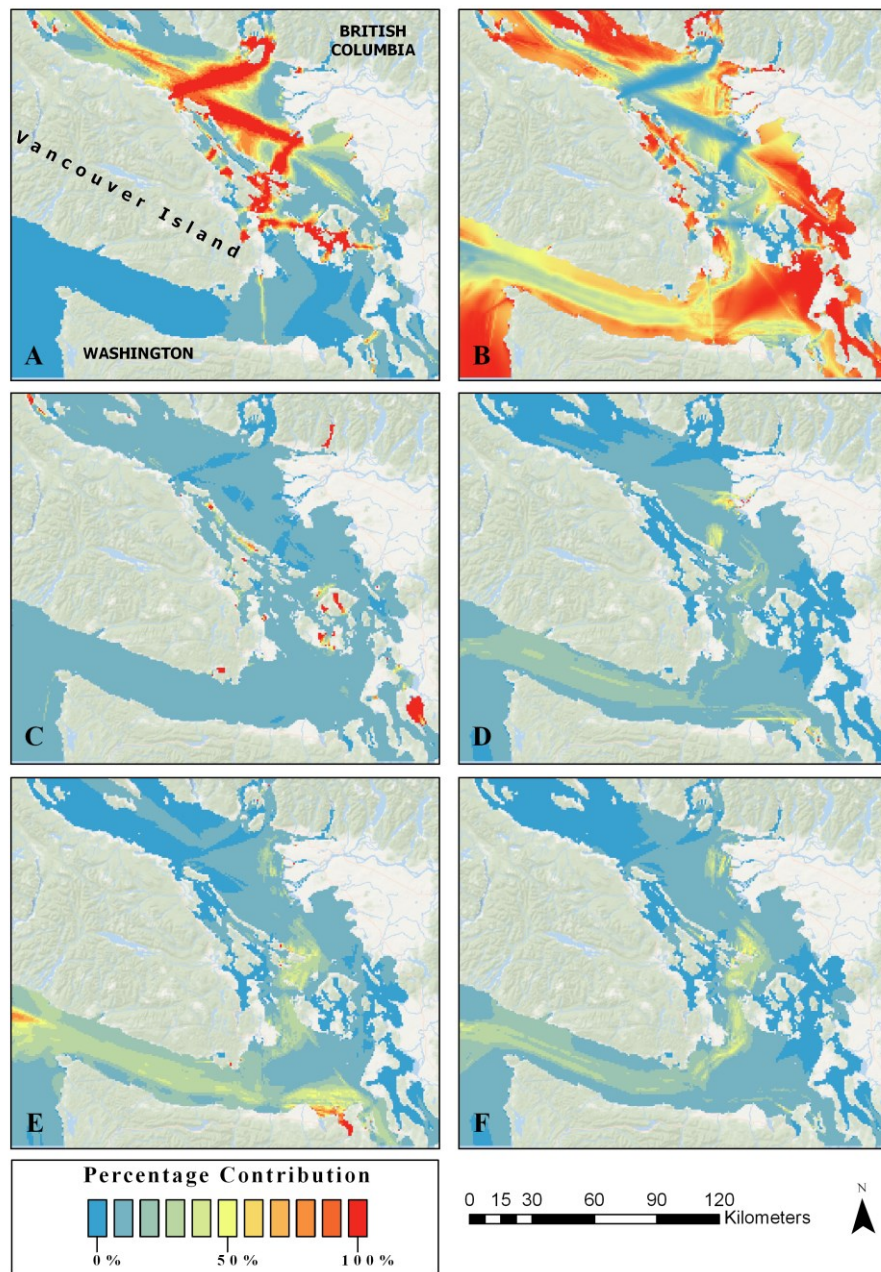 BRITISH
COLUMBIA
Vancouver Island
A
WASHINGTON
B
C
D
E
F
Percentage Contribution
0%
50%
100%
0 15 30 60 90 120
Kilometers
N